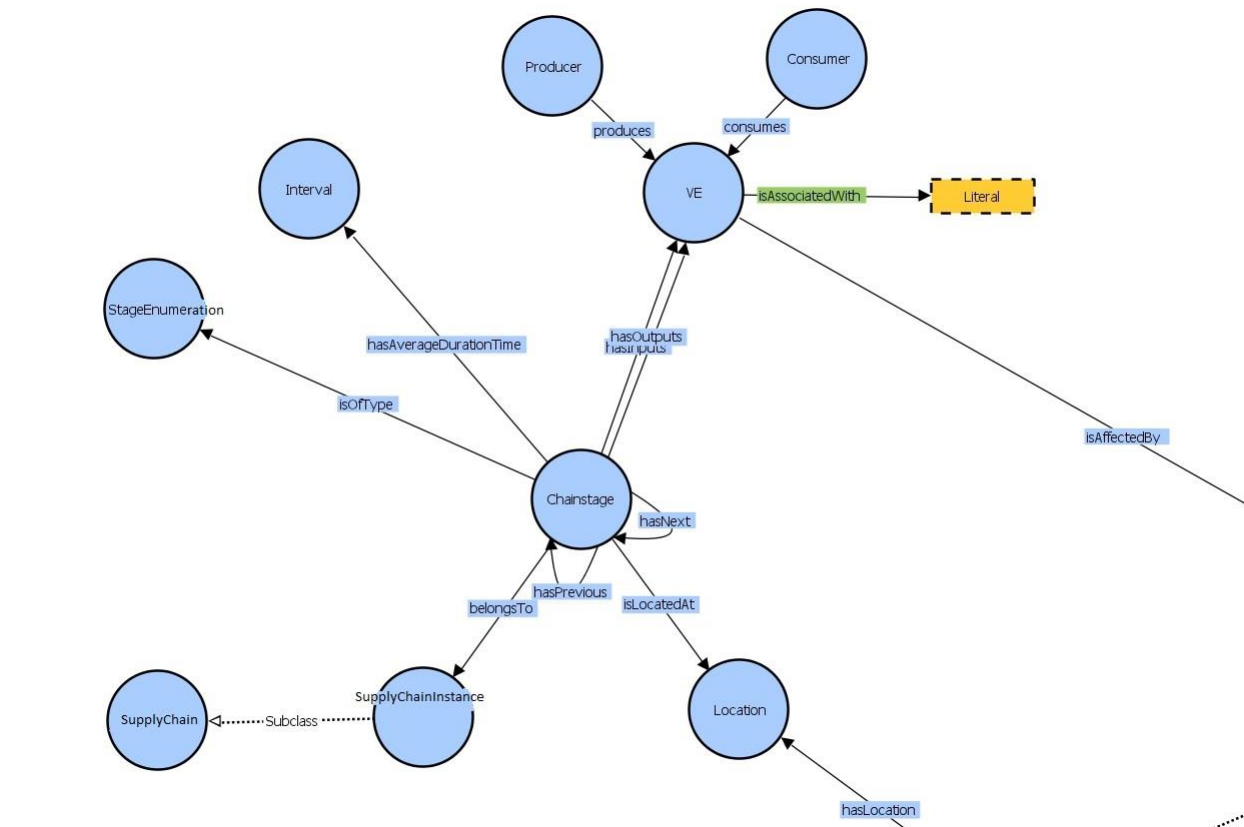 Producer
Consumer
produces
consumes
Interval
VE
isAssociatedWith
Literal
StageEnumeration
hasAverageDurationTime
hasOutputs
hasInputs
isOfType
isAffectedBy
Chainstage
hasNext
hasPrevious
belongsTo
isLocatedAt
SupplyChainInstance
SupplyChain
Subclass
Location
hasLocation